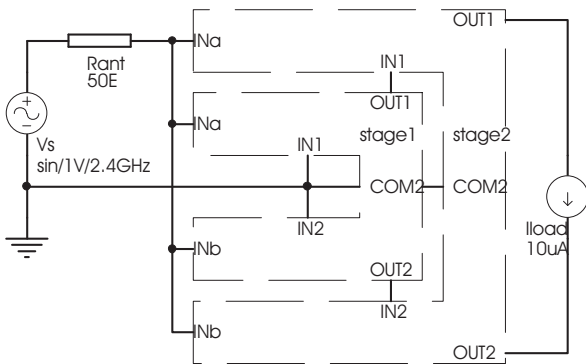 OUT1
INa
Rant
50E
IN1
OUT1
INa
stage1
stage2
Vs
sin/1V/2.4GHz
IN1
COM2
COM2
IN2
Iload
10uA
INb
OUT2
IN2
INb
OUT2